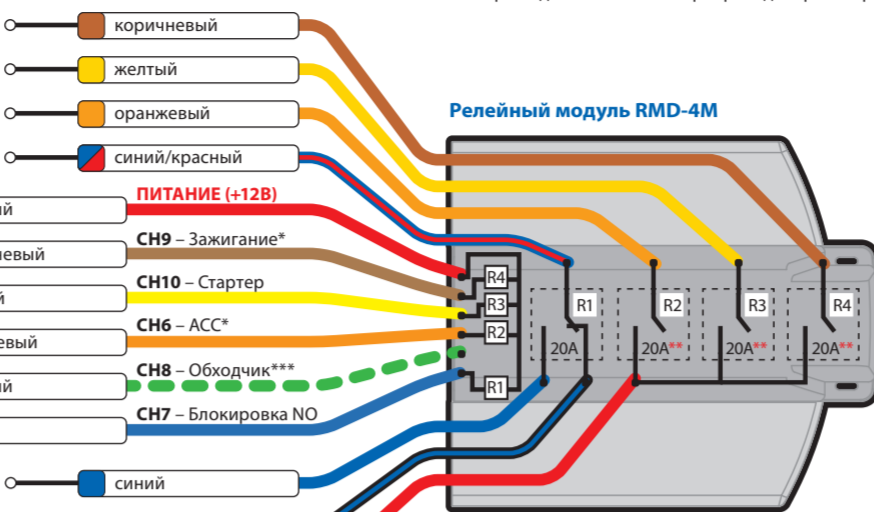 коричневый
желтый
оранжевый
Релейный модуль RMD-4M
синий/красный
ПИТАНИЕ (+12В)
CH9 – Зажигание*
CH10 – Стартер
CH6 – ACC*
CH8 – Обходчик***
CH7 – Блокировка NO
R4
R3
R2
R1
R1
R2
R3
R4
20A
20A**
20A**
20A**
синий